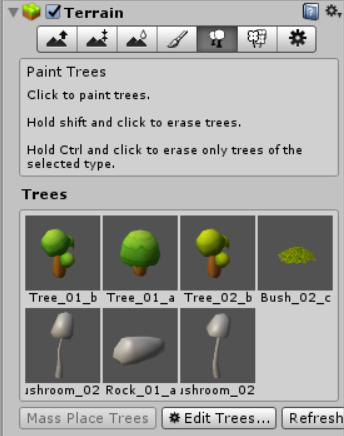 Terrain
Paint Trees
Click to paint trees.
Hold shift and click to erase trees.
Hold Ctrl and click to erase only trees of the
selected type.
Trees
Tree_01_b Tree_01_a Tree_02_b Bush_02_c
ushroom_02 Rock_01_a ushroom_02
Mass Place Trees Edit Trees... Refresh